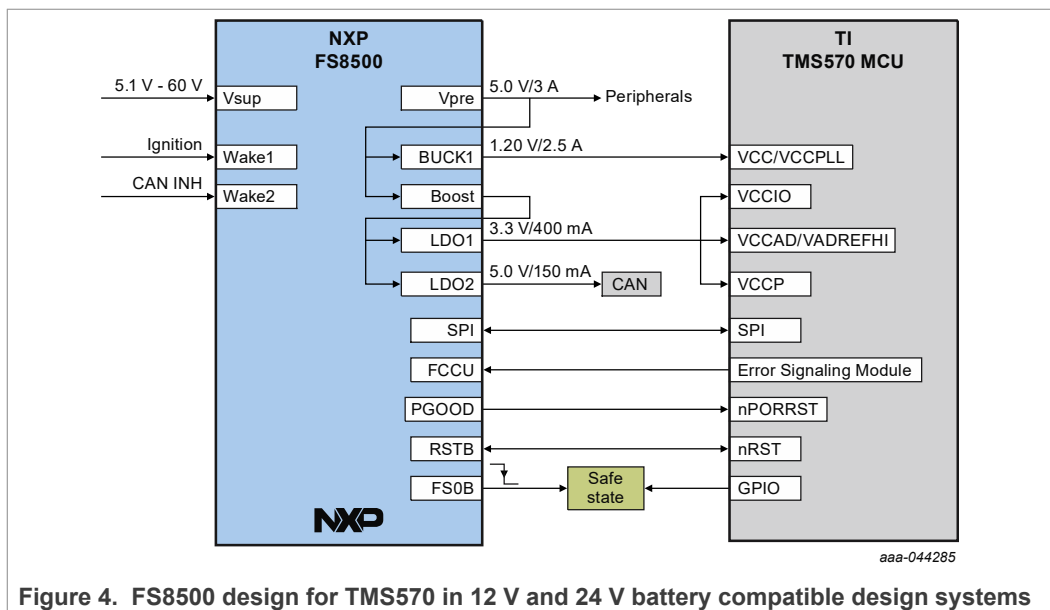 NXP
FS8500
TI
TMS570 MCU
5.1 V - 60 V
Vsup
Vpre
5.0 V/3 A
Peripherals
Ignition
Wake1
BUCK1
1.20 V/2.5 A
VCC/VCCPLL
CAN INH
Wake2
Boost
VCCIO
LDO1
3.3 V/400 mA
VCCAD/VADREFHI
LDO2
5.0 V/150 mA
CAN
VCCP
SPI
SPI
FCCU
Error Signaling Module
PGOOD
nPORRST
RSTB
nRST
FS0B
Safe
state
GPIO
NXP
aaa-044285
Figure 4. FS8500 design for TMS570 in 12 V and 24 V battery compatible design systems